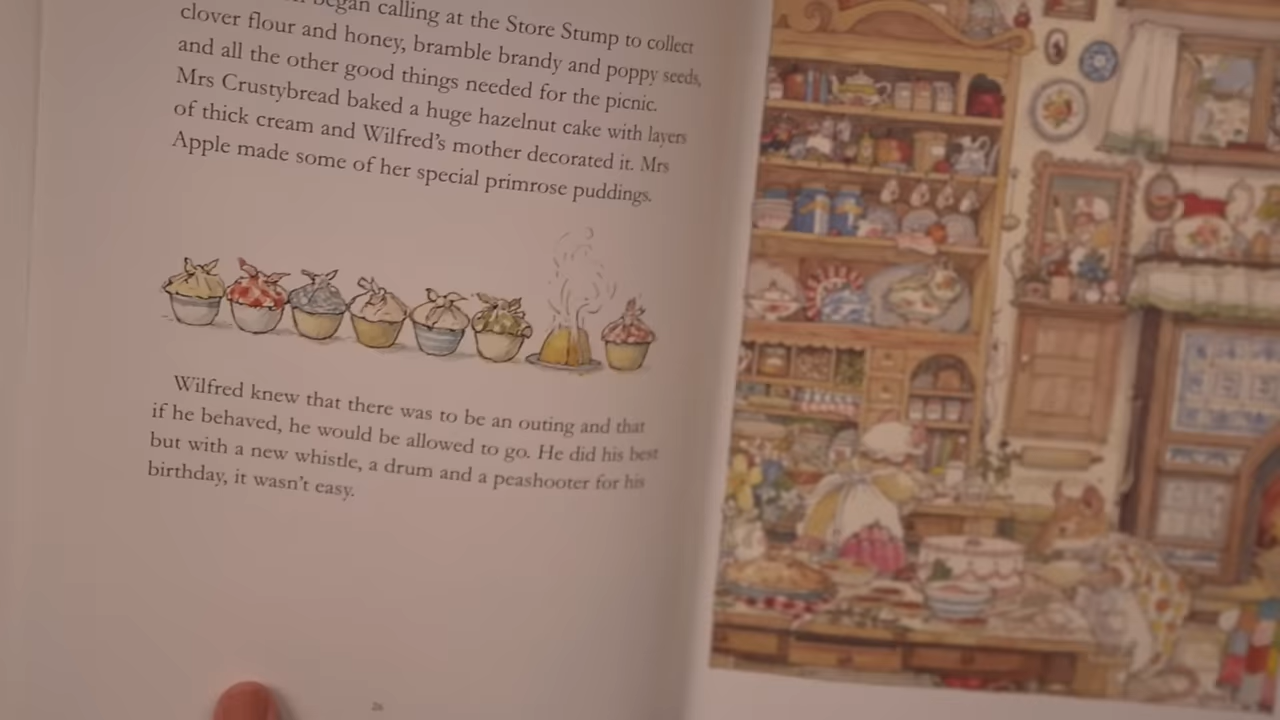 began calling at the Store Stump to collect
clover flour and honey, bramble brandy and poppy seeds,
and all the other good things needed for the picnic.
Mrs Crustybread baked a huge hazelnut cake with layers
of thick cream and Wilfred's mother decorated it. Mrs
Apple made some of her special primrose puddings.
Wilfred knew that there was to be an outing and that
if he behaved, he would be allowed to go. He did his best
but with a new whistle, a drum and a peashooter for his
birthday, it wasn't easy.
26